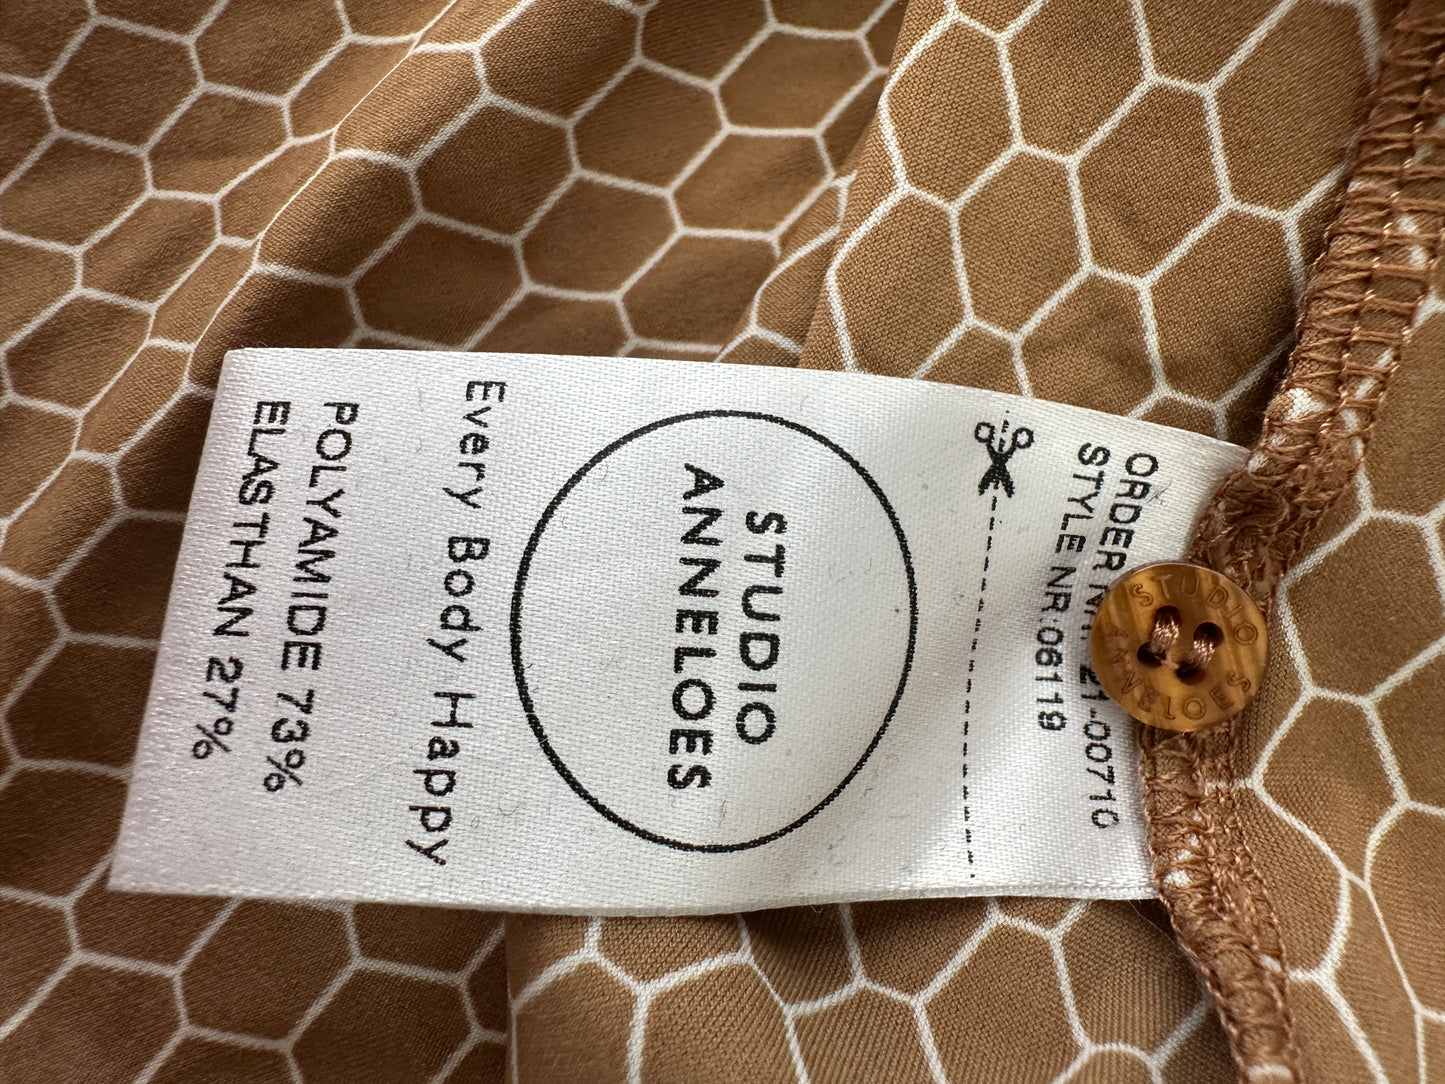 ORDER NR: 21-00710
STYLE NR:06119
STUDIO
ANNELOES
Every Body Happy
POLYAMIDE 73%
ELASTHAN 27%
STUDIO
ANNELOES